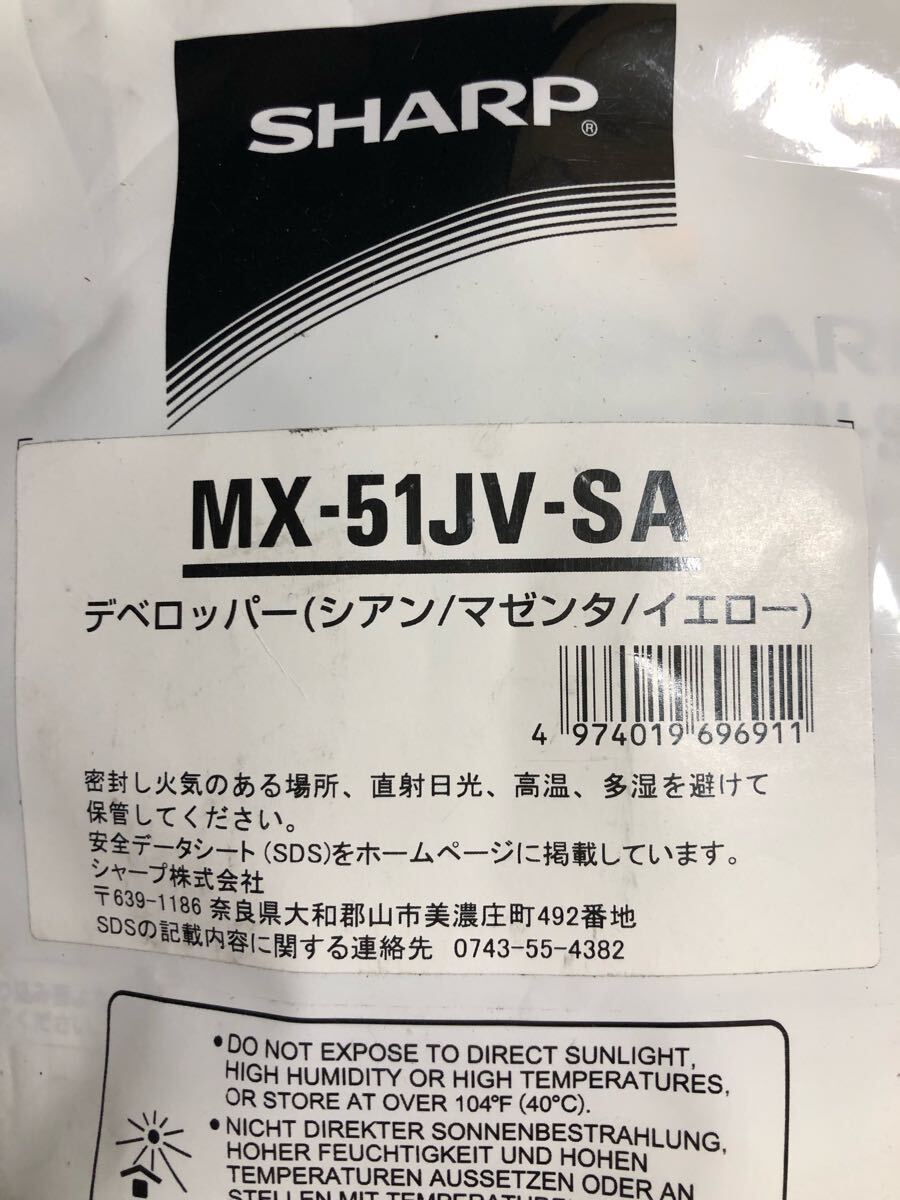 SHARP®
MX-51JV-SA
デベロッパー(シアン/マゼンタ/イエロー)
4 974019 696911
密封し火気のある場所、直射日光、高温、多湿を避けて
保管してください。
安全データシート(SDS)をホームページに掲載しています。
シャープ株式会社
〒639-1186 奈良県大和郡山市美濃庄町492番地
SDSの記載内容に関する連絡先 0743-55-4382
•DO NOT EXPOSE TO DIRECT SUNLIGHT,
HIGH HUMIDITY OR HIGH TEMPERATURES,
OR STORE AT OVER 104°F (40°C).
•NICHT DIREKTER SONNENBESTRAHLUNG,
HOHER FEUCHTIGKEIT UND HOHEN
TEMPERATUREN AUSSETZEN ODER AN
STELLEN MIT